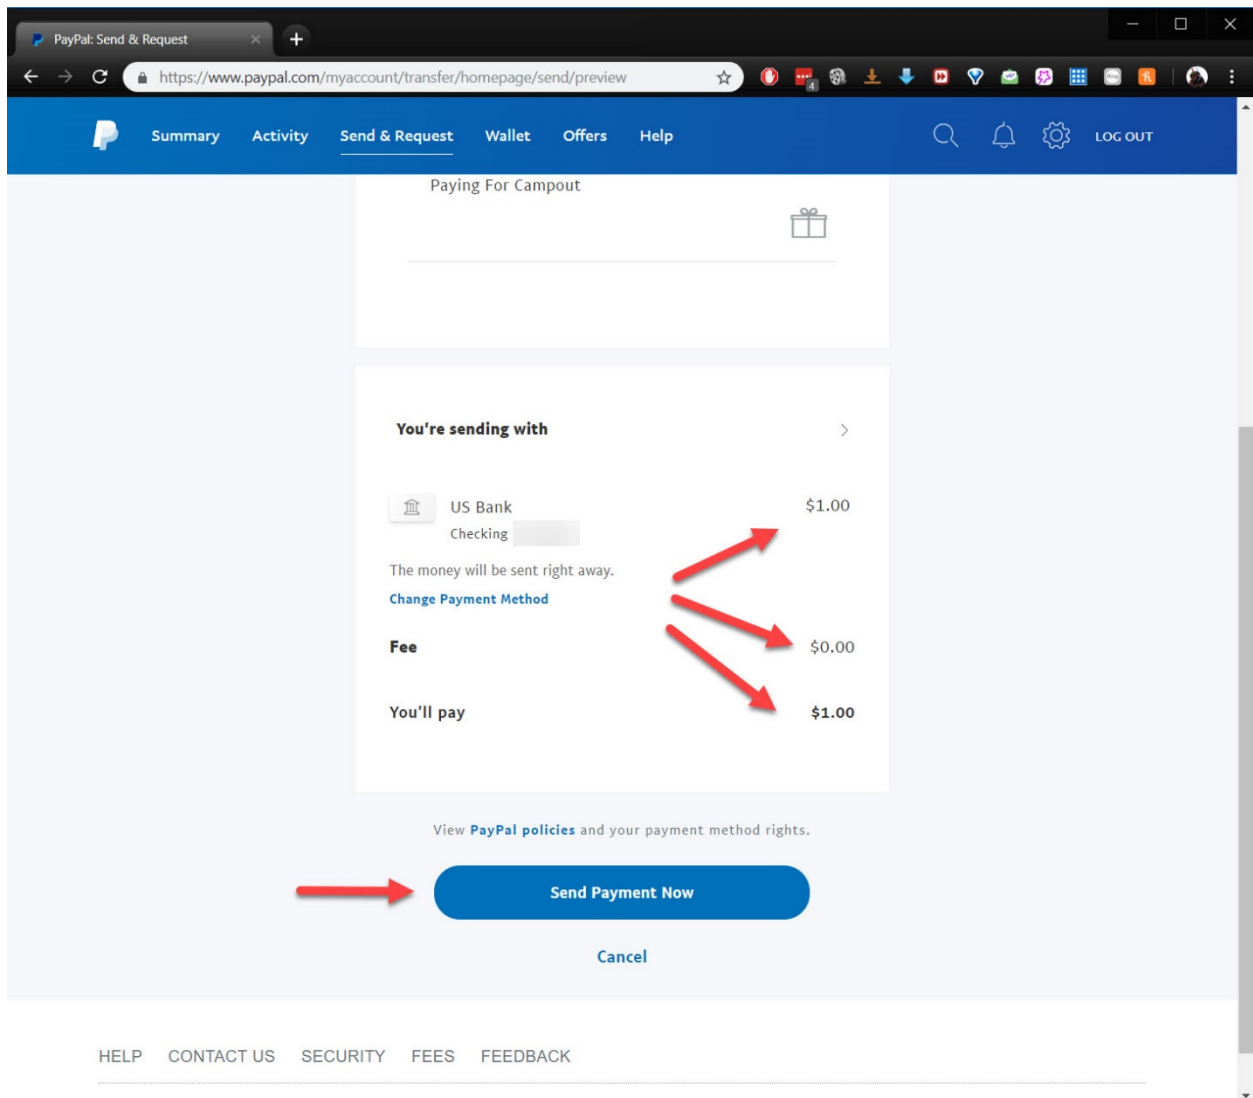 PayPal: Send & Request
https://www.paypal.com/myaccount/transfer/homepage/send/preview
4
Summary Activity Send & Request Wallet Offers Help LOG OUT
Paying For Campout
You're sending with
US Bank $1.00
Checking
The money will be sent right away.
Change Payment Method
Fee $0.00
You'll pay $1.00
View PayPal policies and your payment method rights.
Send Payment Now
Cancel
HELP CONTACT US SECURITY FEES FEEDBACK